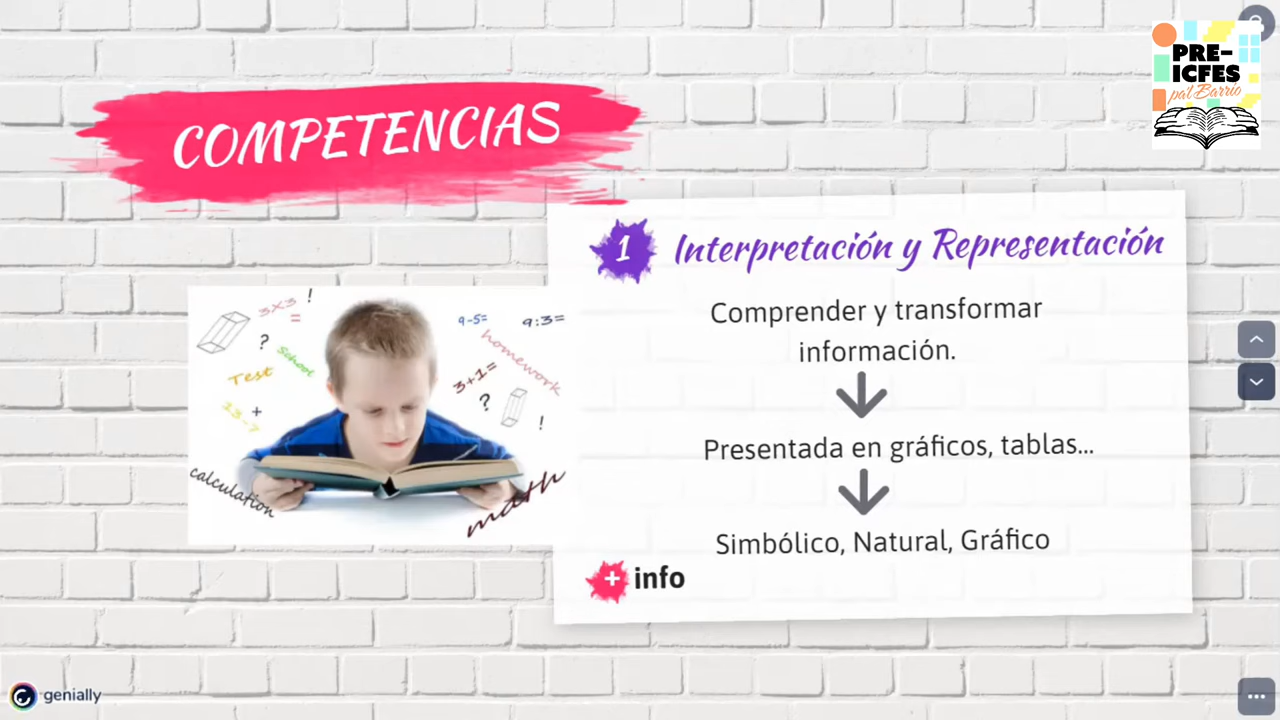 PRE-
ICFES
pal Barrio
COMPETENCIAS
1 Interpretación y Representación
Comprender y transformar
información.
Presentada en gráficos, tablas...
Simbólico, Natural, Gráfico
+ info
3x3 !
=
?
School
Test
+
calculation
9-5=
9:3=
homework
3+1=
?
!
math
genially